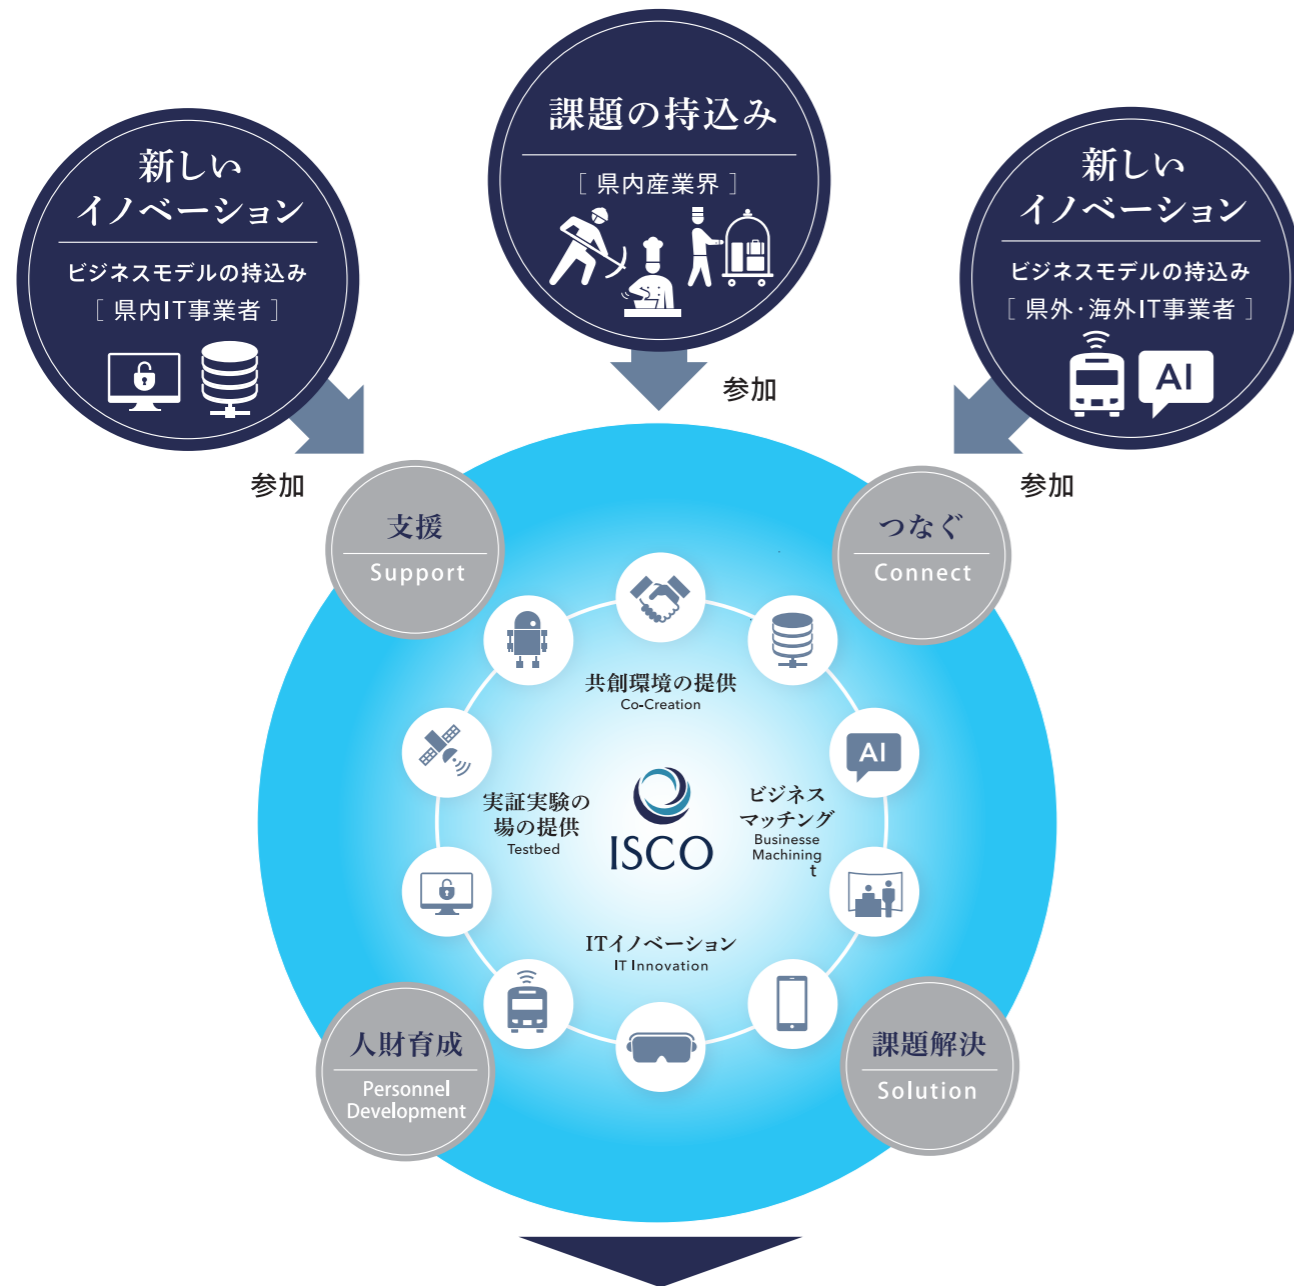 課題の持込み
［ 県内産業界 ］
新しい
イノベーション
ビジネスモデルの持込み
［ 県内IT事業者 ］
新しい
イノベーション
ビジネスモデルの持込み
［ 県外・海外IT事業者 ］
AI
参加
参加
参加
支援
Support
つなぐ
Connect
共創環境の提供
Co-Creation
AI
実証実験の
場の提供
Testbed
ISCO
ビジネス
マッチング
Businesse
Machining
t
ITイノベーション
IT Innovation
人財育成
Personnel
Development
課題解決
Solution